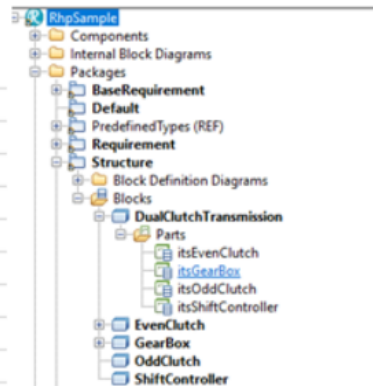 RhpSample
Components
Internal Block Diagrams
Packages
BaseRequirement
Default
PredefinedTypes (REF)
Requirement
Structure
Block Definition Diagrams
Blocks
DualClutchTransmission
Parts
itsEvenClutch
itsGearBox
itsOddClutch
itsShiftController
EvenClutch
GearBox
OddClutch
ShiftController